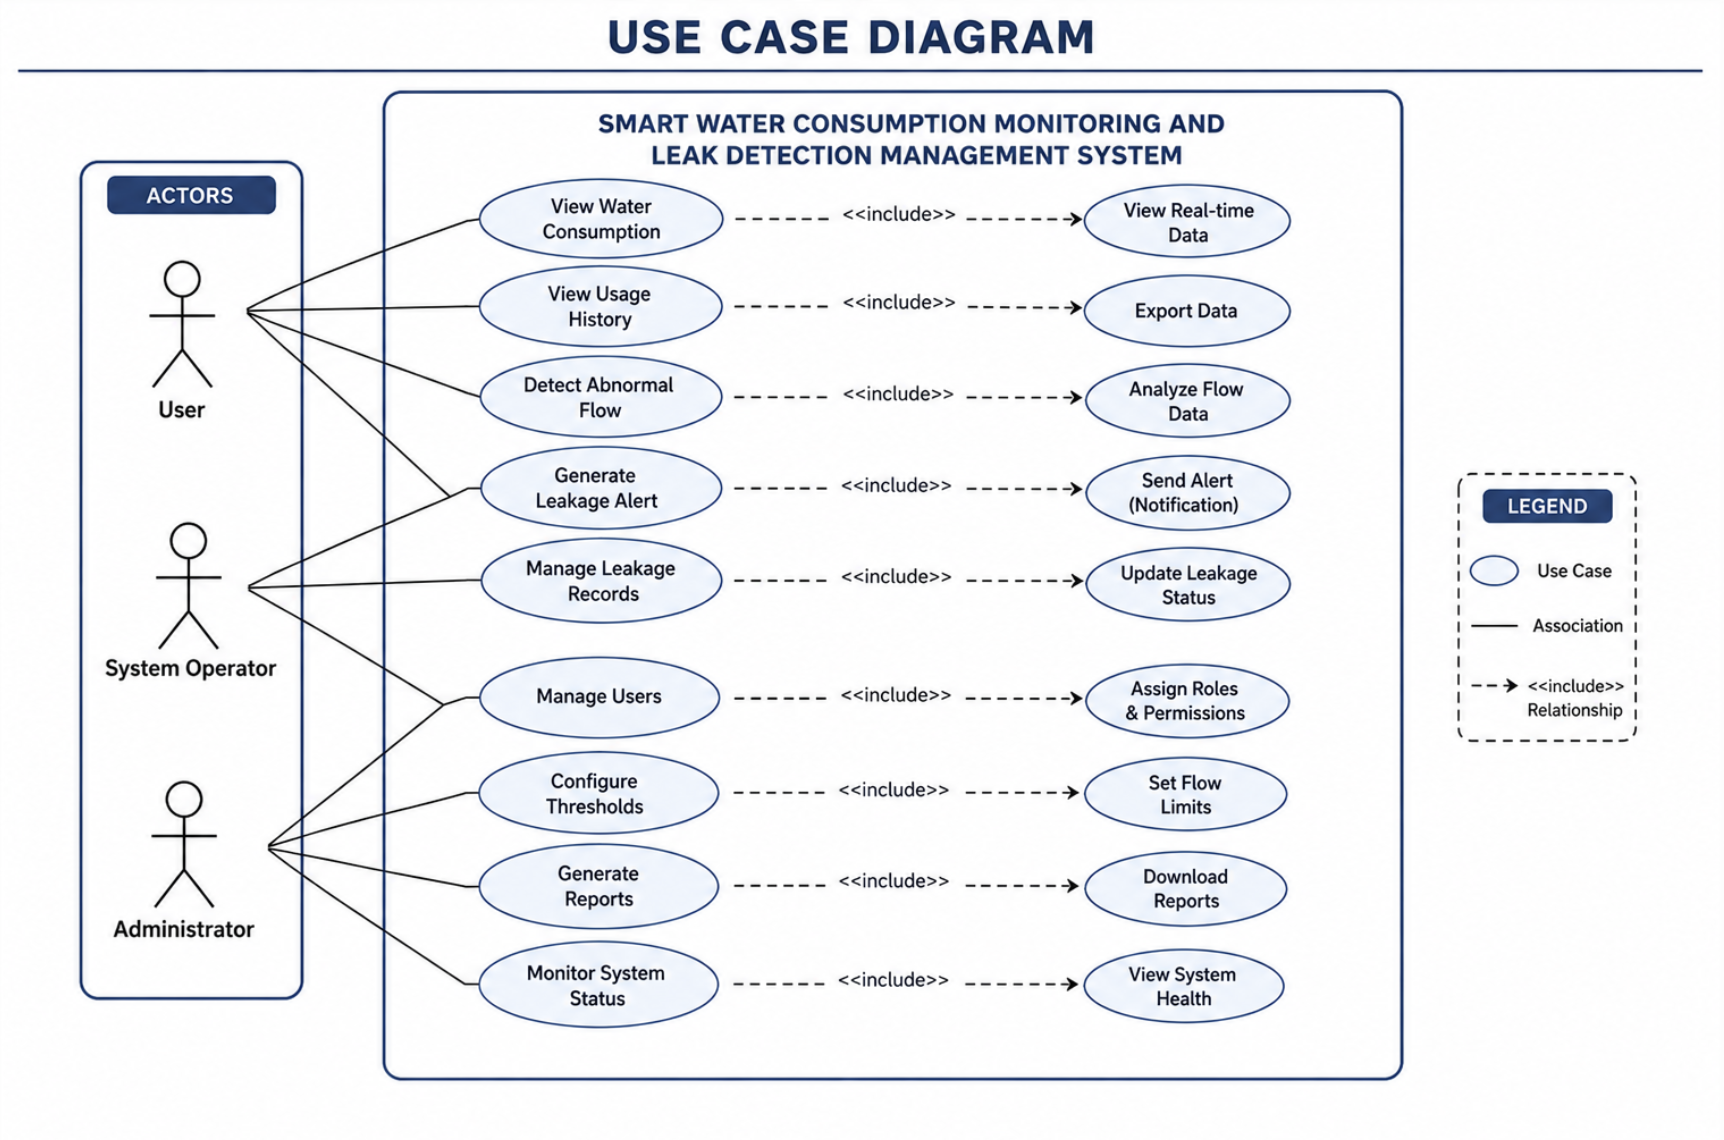 USE CASE DIAGRAM
SMART WATER CONSUMPTION MONITORING AND
LEAK DETECTION MANAGEMENT SYSTEM
ACTORS
User
System Operator
Administrator
View Water
Consumption
<<include>>
View Real-time
Data
View Usage
History
<<include>>
Export Data
Detect Abnormal
Flow
<<include>>
Analyze Flow
Data
Generate
Leakage Alert
<<include>>
Send Alert
(Notification)
Manage Leakage
Records
<<include>>
Update Leakage
Status
Manage Users
<<include>>
Assign Roles
& Permissions
Configure
Thresholds
<<include>>
Set Flow
Limits
Generate
Reports
<<include>>
Download
Reports
Monitor System
Status
<<include>>
View System
Health
LEGEND
Use Case
Association
<<include>>
Relationship